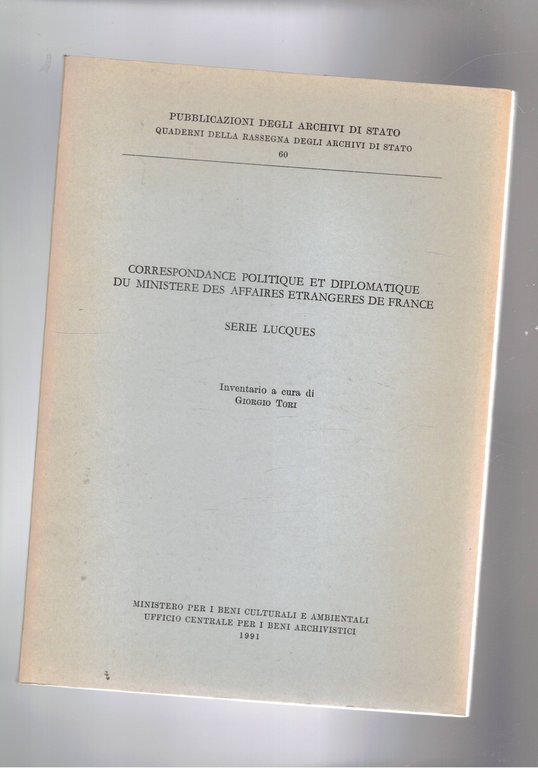 PUBBLICAZIONI DEGLI ARCHIVI DI STATO
QUADERNI DELLA RASSEGNA DEGLI ARCHIVI DI STATO
60
CORRESPONDANCE POLITIQUE ET DIPLOMATIQUE
DU MINISTERE DES AFFAIRES ETRANGERES DE FRANCE
SERIE LUCQUES
Inventario a cura di
GIORGIO TORI
MINISTERO PER I BENI CULTURALI E AMBIENTALI
UFFICIO CENTRALE PER I BENI ARCHIVISTICI
1991